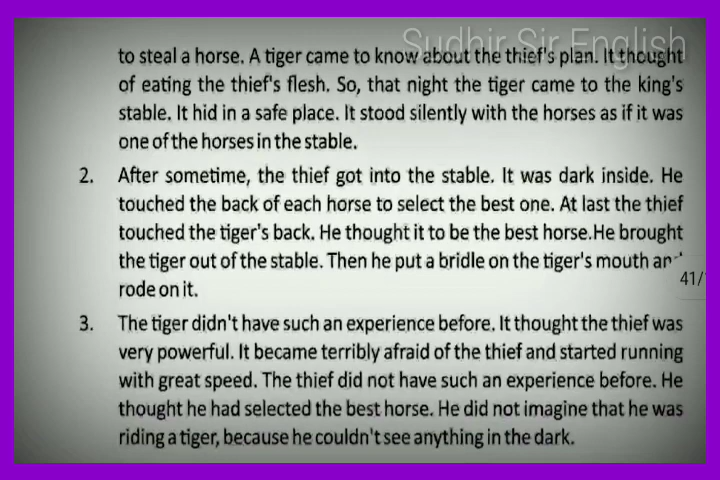 Sudhir Sir English
to steal a horse. A tiger came to know about the thief's plan. It thought
of eating the thief's flesh. So, that night the tiger came to the king's
stable. It hid in a safe place. It stood silently with the horses as if it was
one of the horses in the stable.
2. After sometime, the thief got into the stable. It was dark inside. He
touched the back of each horse to select the best one. At last the thief
touched the tiger's back. He thought it to be the best horse.He brought
the tiger out of the stable. Then he put a bridle on the tiger's mouth
41/
rode on it.
3. The tiger didn't have such an experience before. It thought the thief was
very powerful. It became terribly afraid of the thief and started running
with great speed. The thief did not have such an experience before. He
thought he had selected the best horse. He did not imagine that he was
riding a tiger, because he couldn't see anything in the dark.